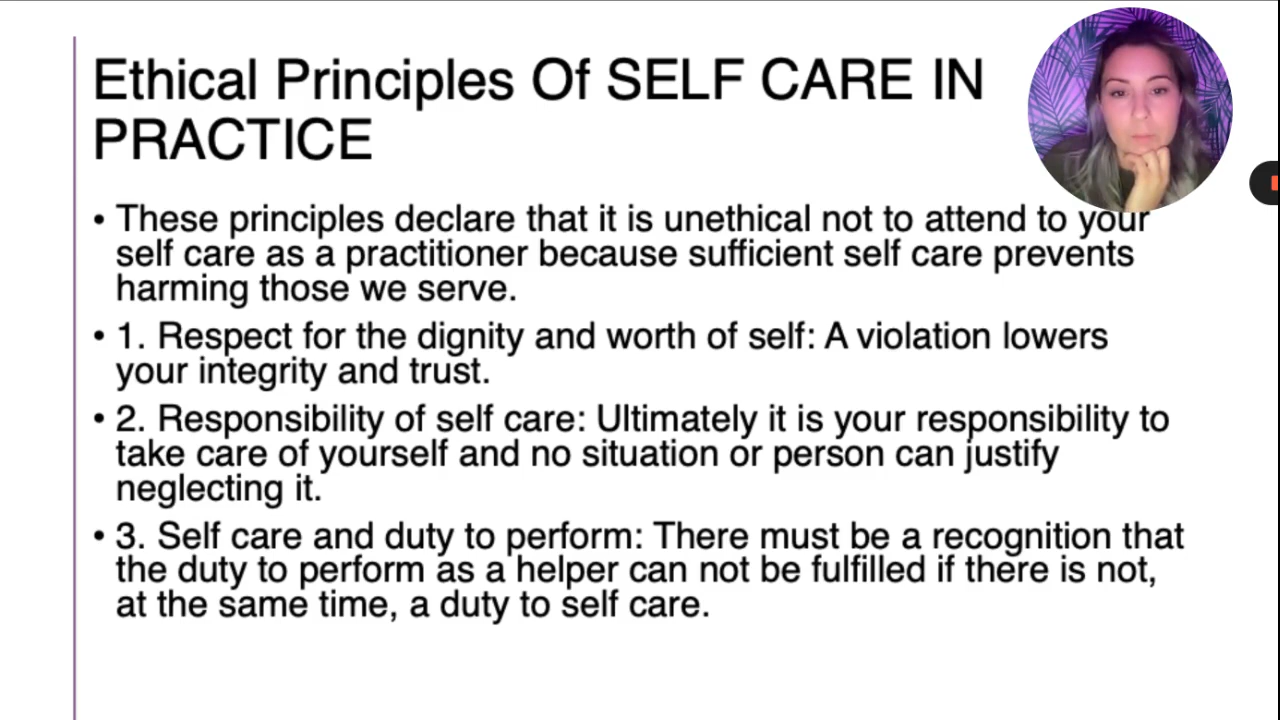 Ethical Principles Of SELF CARE IN
PRACTICE
• These principles declare that it is unethical not to attend to your
self care as a practitioner because sufficient self care prevents
harming those we serve.
• 1. Respect for the dignity and worth of self: A violation lowers
your integrity and trust.
• 2. Responsibility of self care: Ultimately it is your responsibility to
take care of yourself and no situation or person can justify
neglecting it.
• 3. Self care and duty to perform: There must be a recognition that
the duty to perform as a helper can not be fulfilled if there is not,
at the same time, a duty to self care.